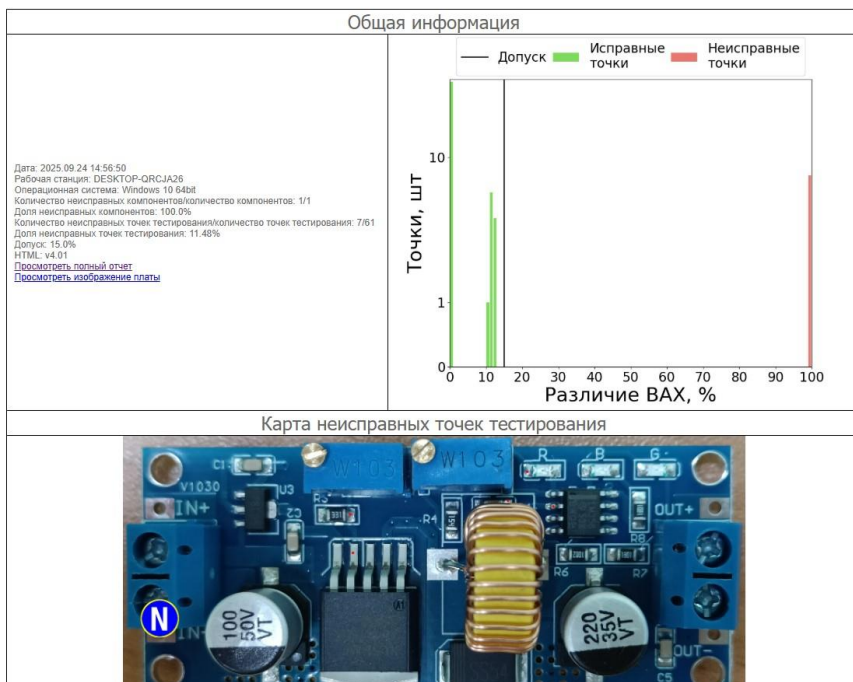 Общая информация
Дата: 2025.09.24 14:56:50
Рабочая станция: DESKTOP-QRCJA26
Операционная система: Windows 10 64bit
Количество неисправных компонентов/количество компонентов: 1/1
Доля неисправных компонентов: 100.0%
Количество неисправных точек тестирования/количество точек тестирования: 7/61
Доля неисправных точек тестирования: 11.48%
Допуск: 15.0%
HTML: v4.01
Просмотреть полный отчет
Просмотреть изображение платы
Допуск
Исправные точки
Неисправные точки
Точки, шт
10
1
0
0 10 20 30 40 50 60 70 80 90 100
Различие ВАХ, %
Карта неисправных точек тестирования
C1
W103
W103
R
B
G
V1030
U3
IN+
C2
R4
OUT+
R8
R6
R7
N
IN-
100
50V
VT
220
35V
VT
OUT-
C5